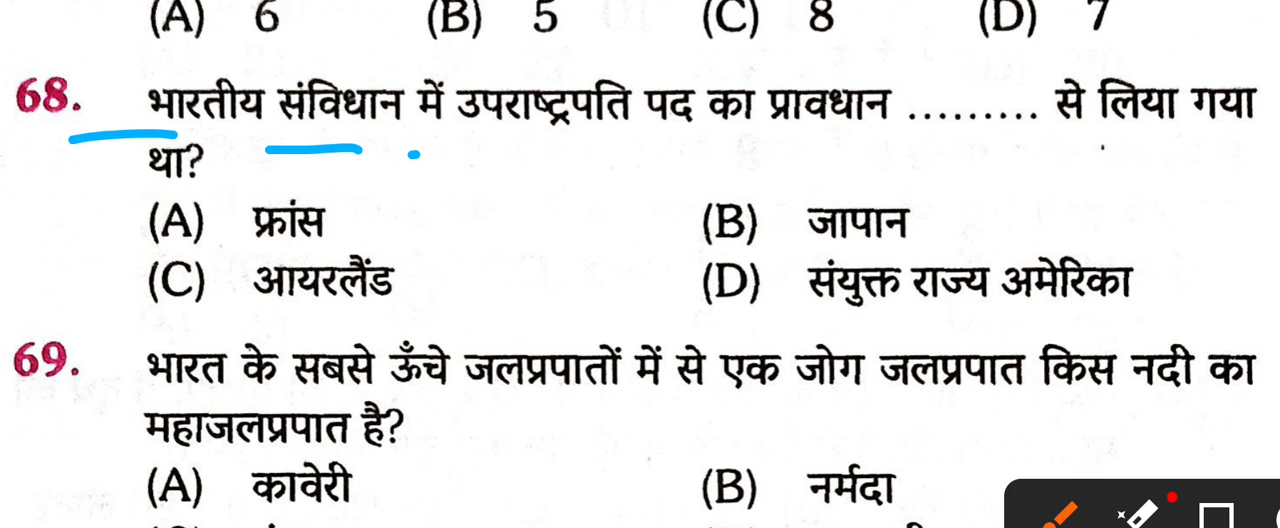 (A) 6 (B) 5 (C) 8 (D) 7
68. भारतीय संविधान में उपराष्ट्रपति पद का प्रावधान ......... से लिया गया
था?
(A) फ्रांस (B) जापान
(C) आयरलैंड (D) संयुक्त राज्य अमेरिका
69. भारत के सबसे ऊँचे जलप्रपातों में से एक जोग जलप्रपात किस नदी का
महाजलप्रपात है?
(A) कावेरी (B) नर्मदा